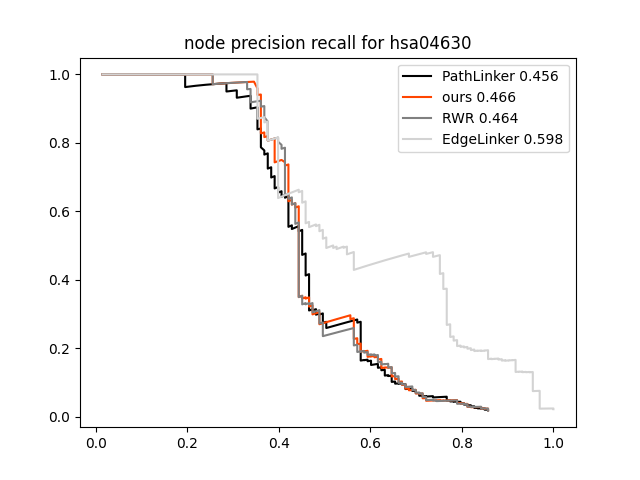 node precision recall for hsa04630
PathLinker 0.456
ours 0.466
RWR 0.464
EdgeLinker 0.598
1.0
0.8
0.6
0.4
0.2
0.0
0.0 0.2 0.4 0.6 0.8 1.0